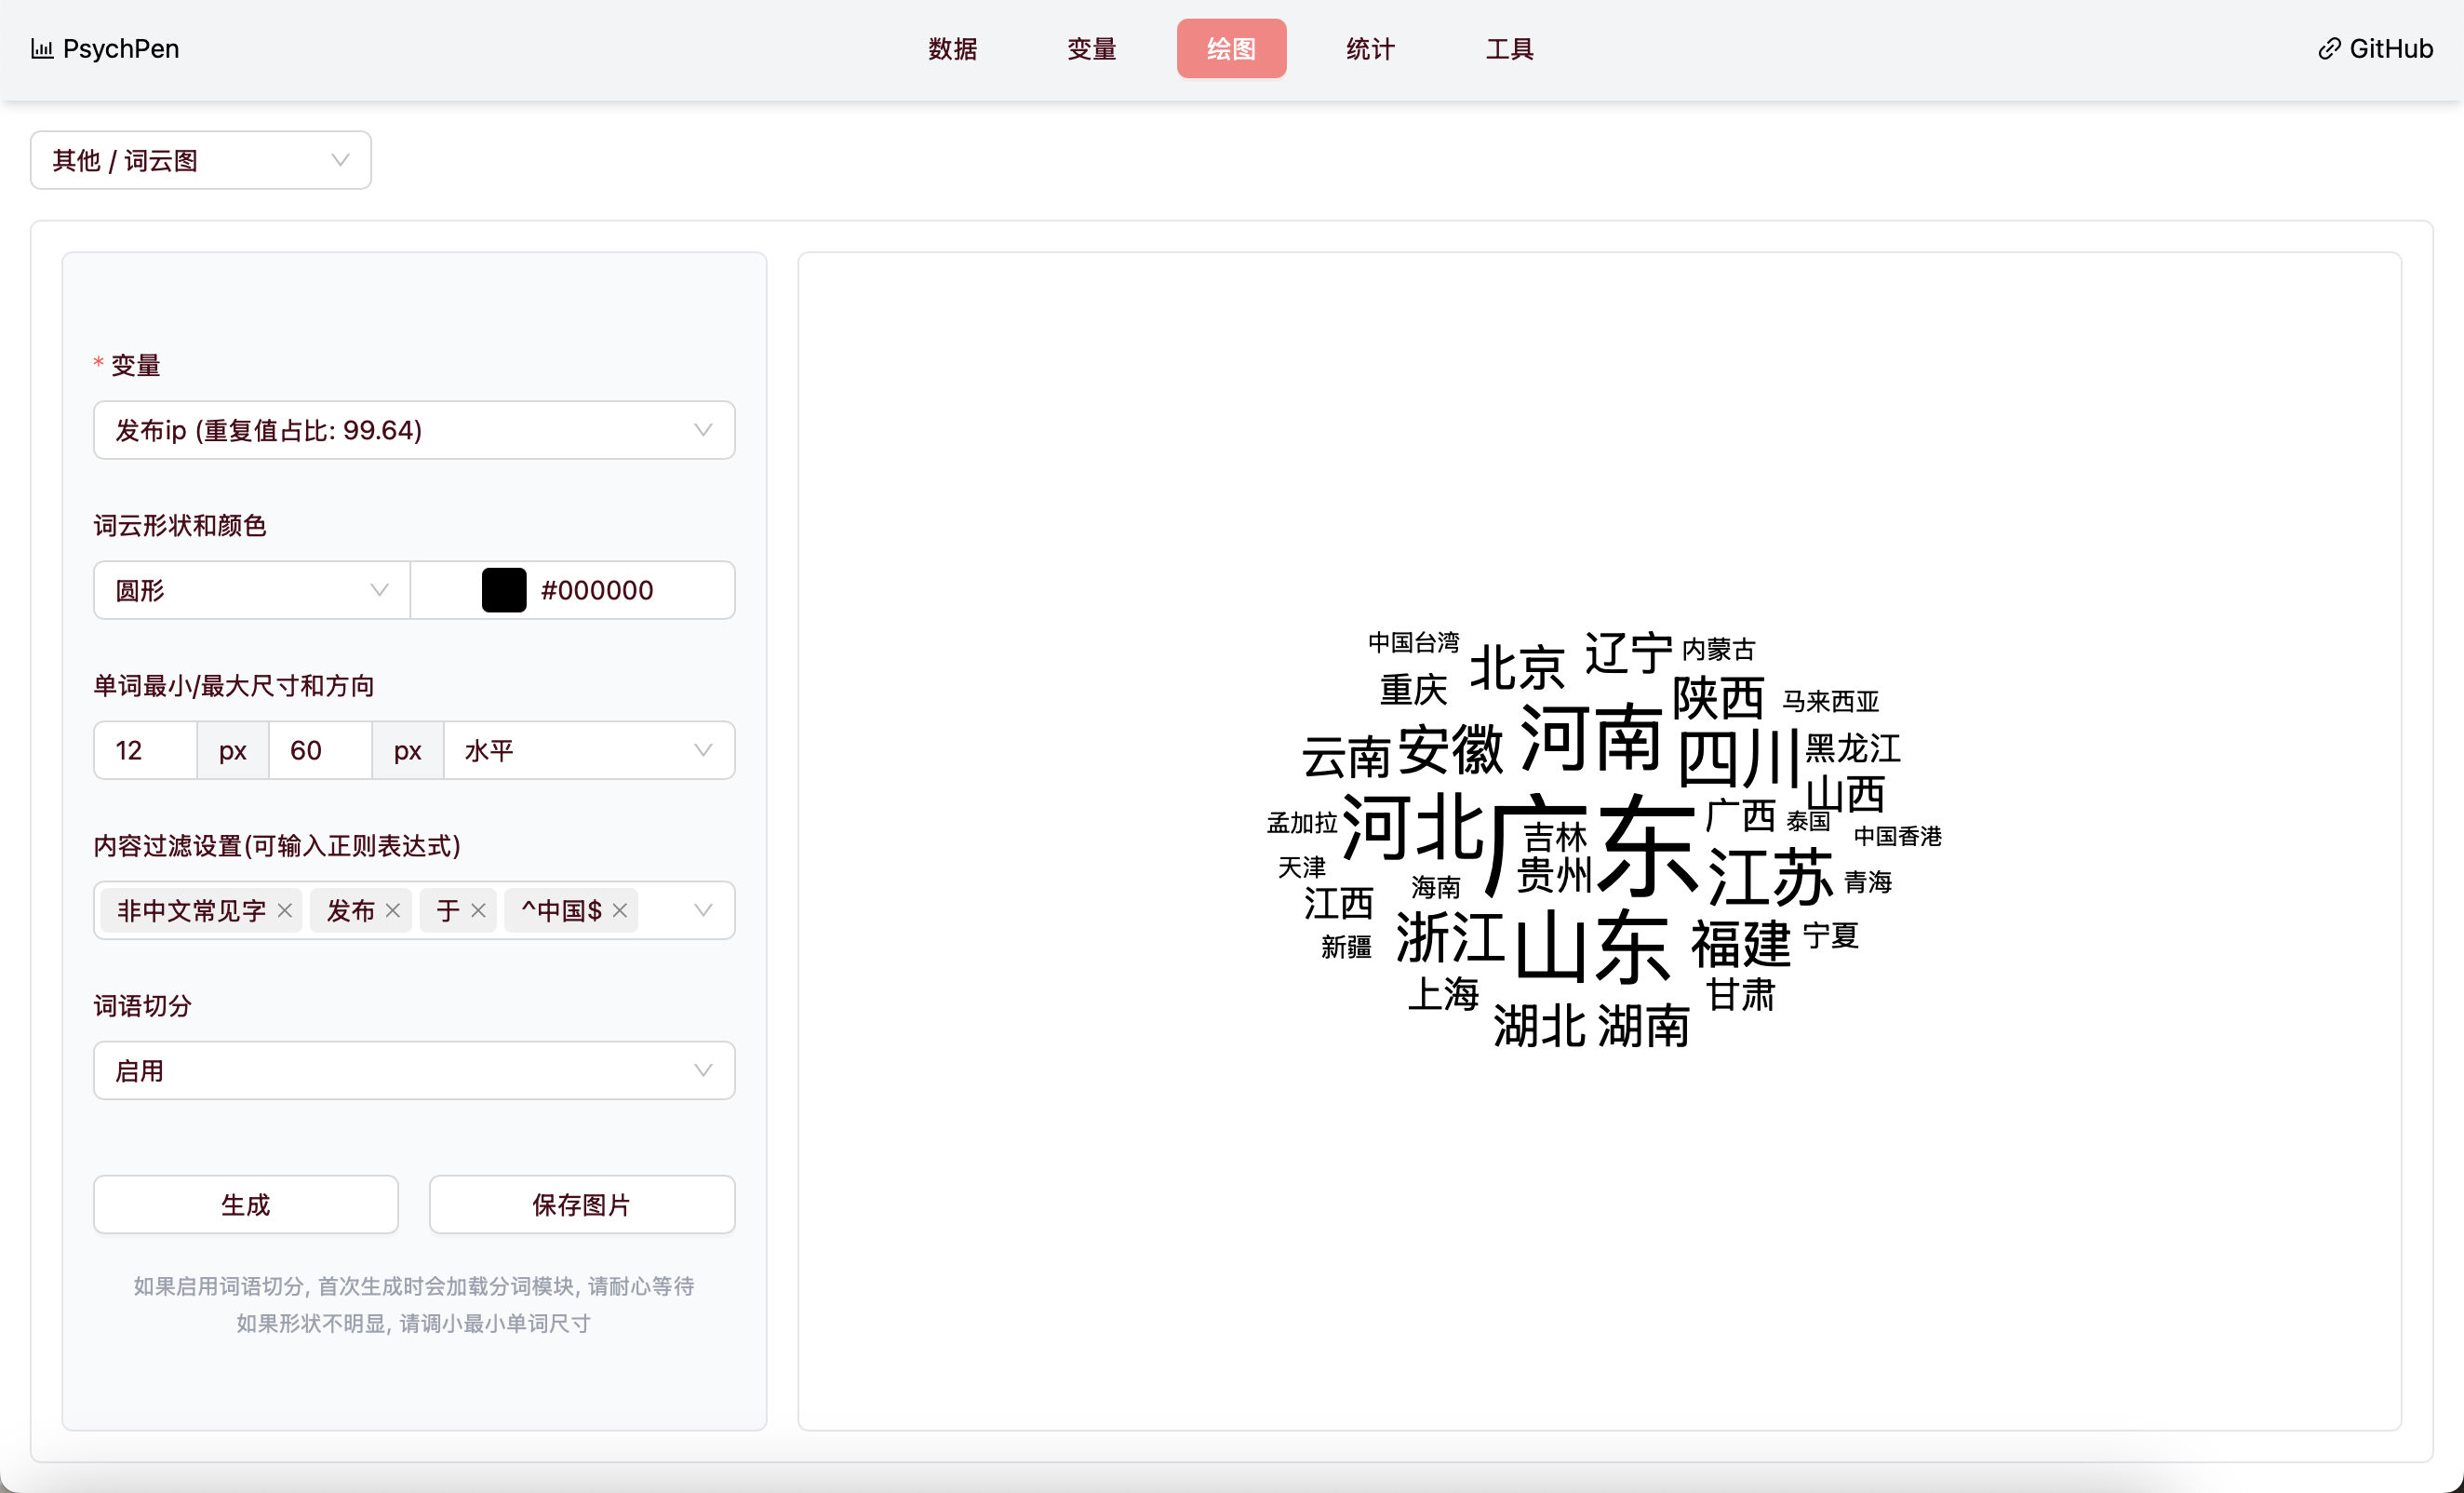 PsychPen
数据 变量 绘图 统计 工具
GitHub
其他 / 词云图
* 变量
发布ip (重复值占比: 99.64)
词云形状和颜色
圆形 #000000
单词最小/最大尺寸和方向
12 px 60 px 水平
内容过滤设置(可输入正则表达式)
非中文常见字 发布 于 ^中国$
词语切分
启用
生成 保存图片
如果启用词语切分, 首次生成时会加载分词模块, 请耐心等待
如果形状不明显, 请调小最小单词尺寸
中国台湾 北京 辽宁 内蒙古
重庆 陕西 马来西亚
云南 安徽 河南 四川 黑龙江
山西
孟加拉 河北 广东 吉林 广西 泰国 中国香港
天津 贵州 江苏 青海
江西 海南
新疆 浙江 山东 福建 宁夏
上海 甘肃
湖北 湖南